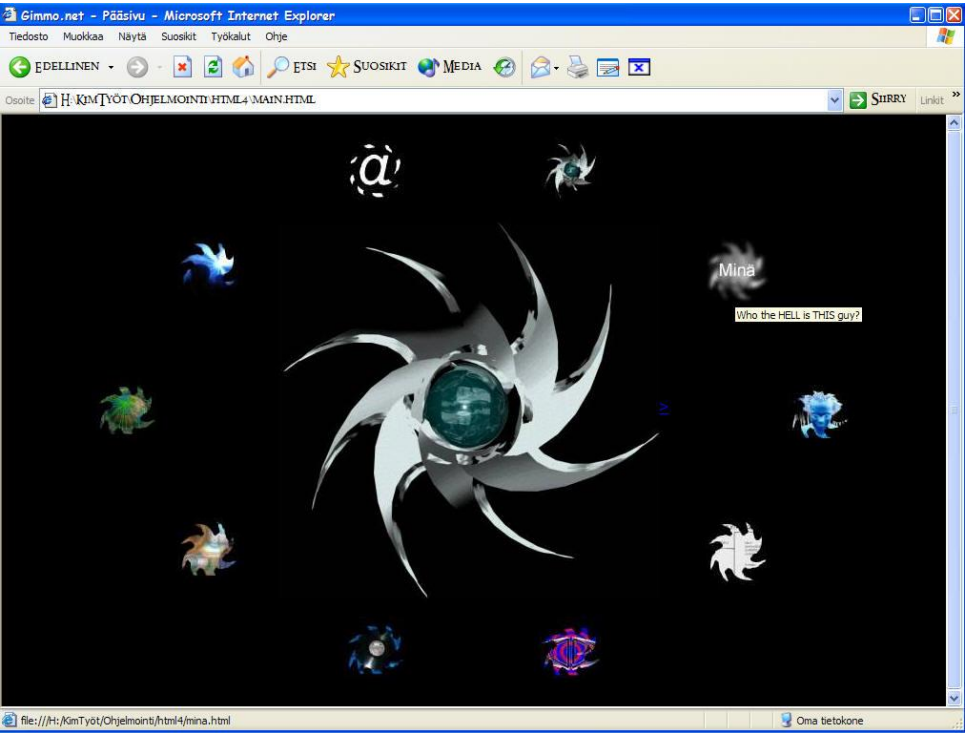 Gimmo.net - Pääsivu - Microsoft Internet Explorer
Tiedosto Muokkaa Näytä Suosikit Työkalut Ohje
EDELLINEN ETSI SUOSIKIT MEDIA
Osoite H:\KIMTYÖT\OHJELMOINTI\HTML4\MAIN.HTML SIIRRY Linkit »
@
Minä
Who the HELL is THIS guy?
>
file:///H:/KimTyöt/Ohjelmointi/html4/mina.html Oma tietokone